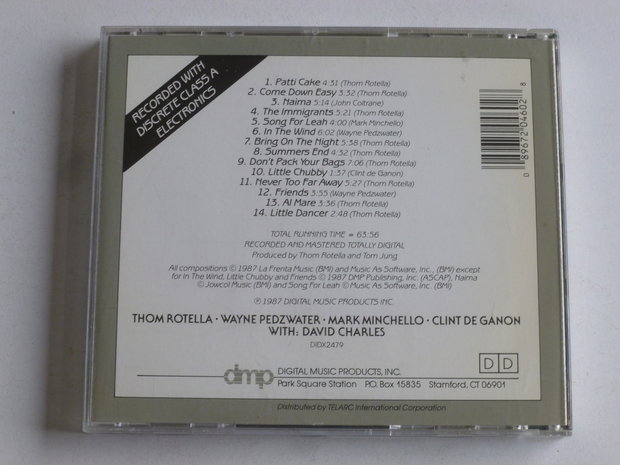 RECORDED WITH
DISCRETE CLASS A
ELECTRONICS
1. Patti Cake 4:31 (Thom Rotella)
2. Come Down Easy 3:32 (Thom Rotella)
3. Naima 5:14 (John Coltrane)
4. The Immigrants 5:21 (Thom Rotella)
5. Song For Leah 4:00 (Mark Minchello)
6. In The Wind 6:02 (Wayne Pedzwater)
7. Bring On The Night 5:38 (Thom Rotella)
8. Summers End 4:32 (Thom Rotella)
9. Don't Pack Your Bags 7:06 (Thom Rotella)
10. Little Chubby 1:37 (Clint de Ganon)
11. Never Too Far Away 5:27 (Thom Rotella)
12. Friends 3:55 (Wayne Pedzwater)
13. Al Mare 3:36 (Thom Rotella)
14. Little Dancer 2:48 (Thom Rotella)
0 89672 04602 8
TOTAL RUNNING TIME = 63:56
RECORDED AND MASTERED TOTALLY DIGITAL
Produced by Thom Rotella and Tom Jung
All compositions © 1987 La Frenta Music (BMI) and Music As Software, Inc., (BMI) except
for In The Wind, Little Chubby and Friends © 1987 DMP Publishing, Inc. (ASCAP), Naima
© Jowcol Music (BMI) and Song For Leah © Music As Software, Inc. (BMI)
℗ 1987 DIGITAL MUSIC PRODUCTS INC.
THOM ROTELLA • WAYNE PEDZWATER • MARK MINCHELLO • CLINT DE GANON
WITH: DAVID CHARLES
DIDX2479
dmp DIGITAL MUSIC PRODUCTS, INC.
Park Square Station P.O. Box 15835 Stamford, CT 06901
D D
Distributed by TELARC International Corporation